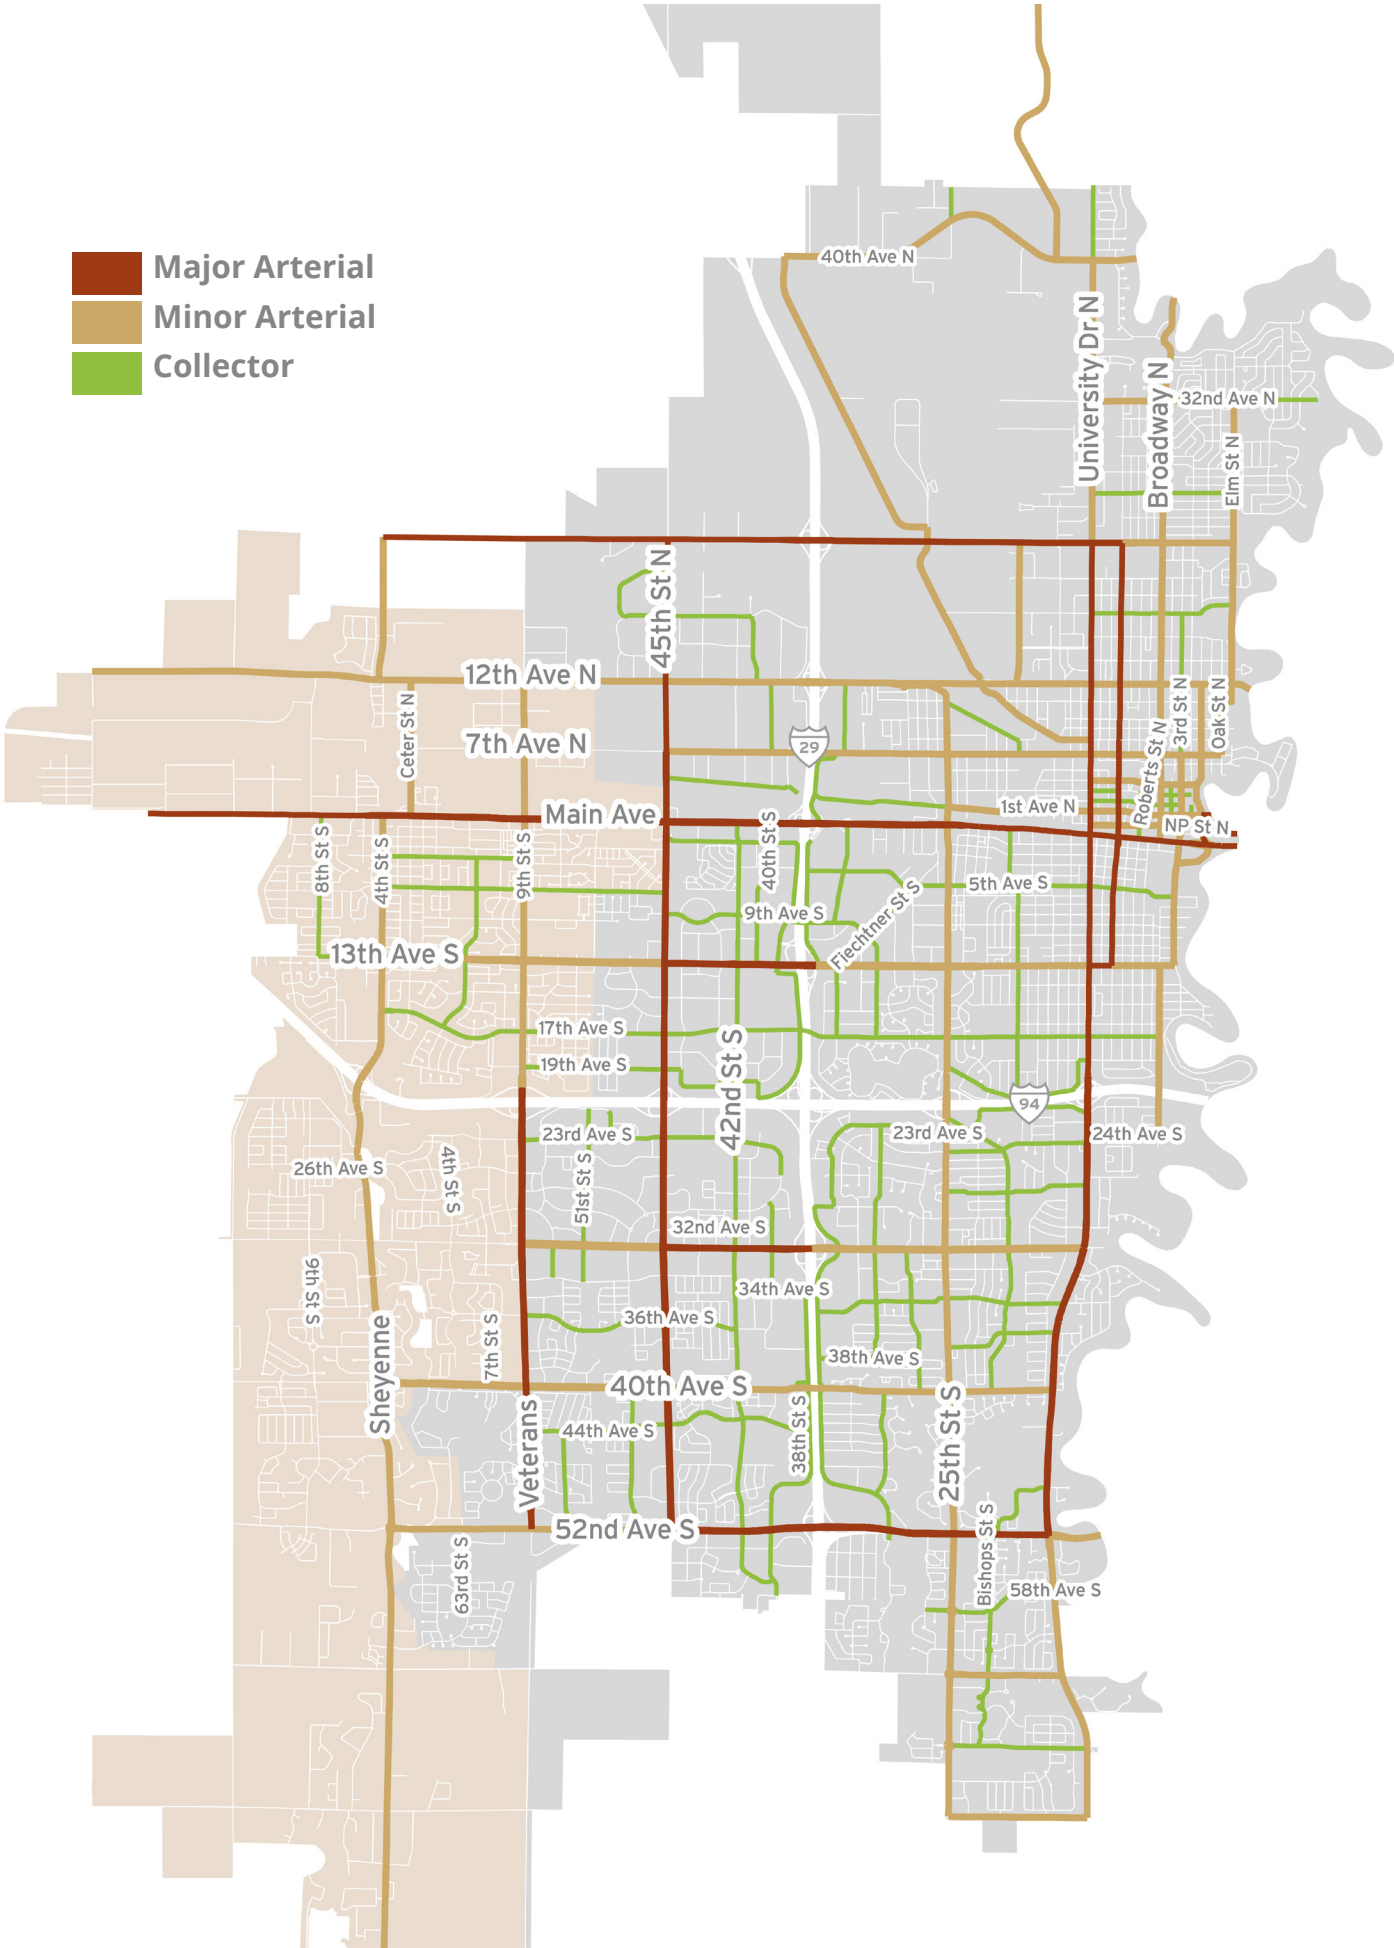 Major Arterial
Minor Arterial
Collector
40th Ave N
University Dr N
Broadway N
32nd Ave N
Elm St N
45th St N
12th Ave N
Ceter St N
7th Ave N
29
3rd St N
Oak St N
Roberts St N
Main Ave
1st Ave N
NP St N
8th St S
4th St S
9th St S
40th St S
5th Ave S
9th Ave S
Fiechtner St S
13th Ave S
17th Ave S
19th Ave S
42nd St S
94
23rd Ave S
23rd Ave S
24th Ave S
26th Ave S
4th St S
51st St S
32nd Ave S
9th St S
34th Ave S
36th Ave S
7th St S
Sheyenne
38th Ave S
40th Ave S
Veterans
44th Ave S
38th St S
25th St S
52nd Ave S
Bishops St S
63rd St S
58th Ave S